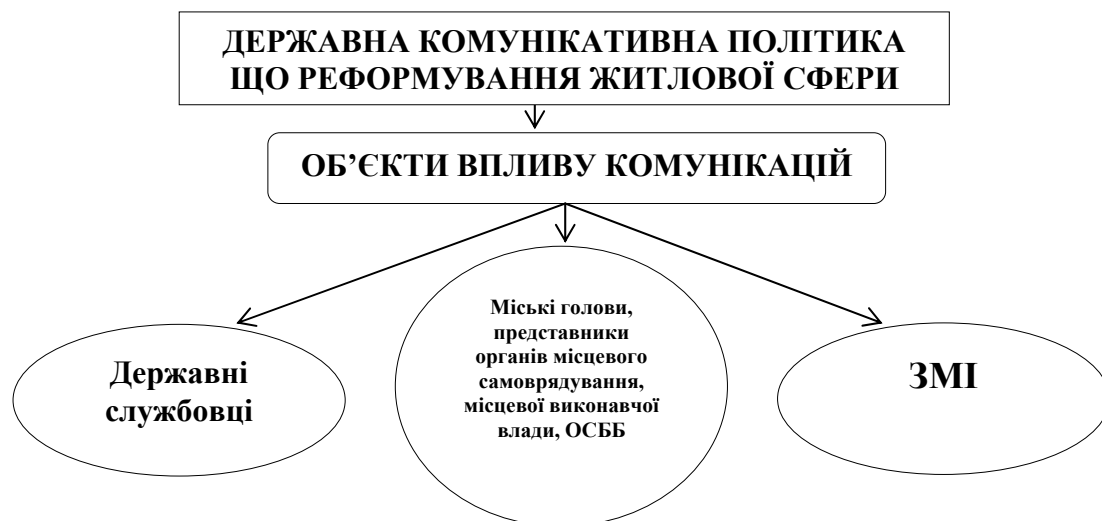 ДЕРЖАВНА КОМУНІКАТИВНА ПОЛІТИКА
ЩО РЕФОРМУВАННЯ ЖИТЛОВОЇ СФЕРИ
ОБ’ЄКТИ ВПЛИВУ КОМУНІКАЦІЙ
Державні
службовці
Міські голови,
представники
органів місцевого
самоврядування,
місцевої виконавчої
влади, ОСББ
ЗМІ